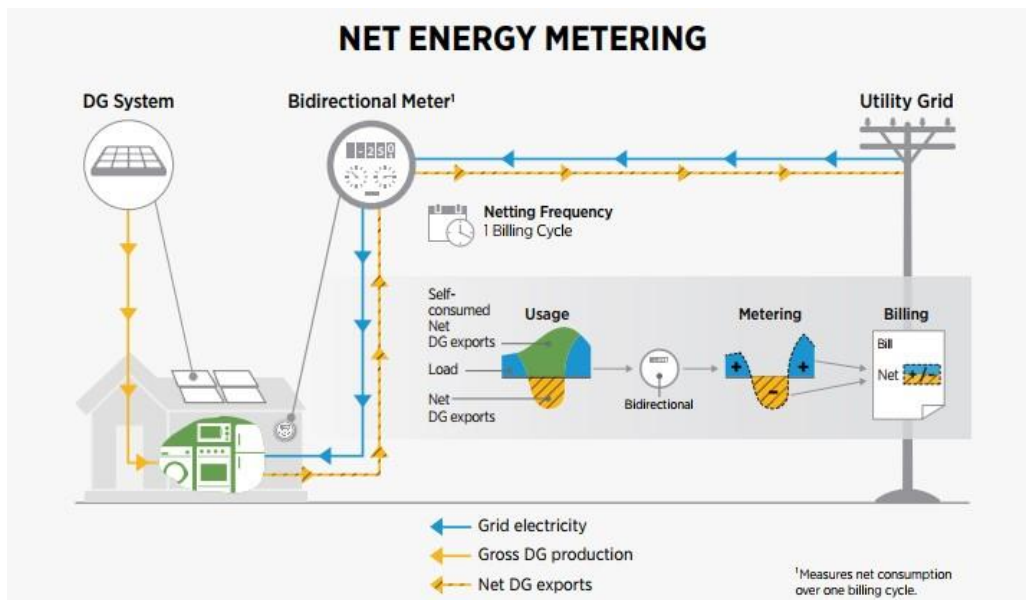 NET ENERGY METERING
DG System
Bidirectional Meter¹
Utility Grid
Netting Frequency
1 Billing Cycle
Self-
consumed
Net
DG exports
Load
Net
DG exports
Usage
Bidirectional
Metering
Billing
Bill
Net +/-
+
-
+
Grid electricity
Gross DG production
Net DG exports
¹Measures net consumption
over one billing cycle.